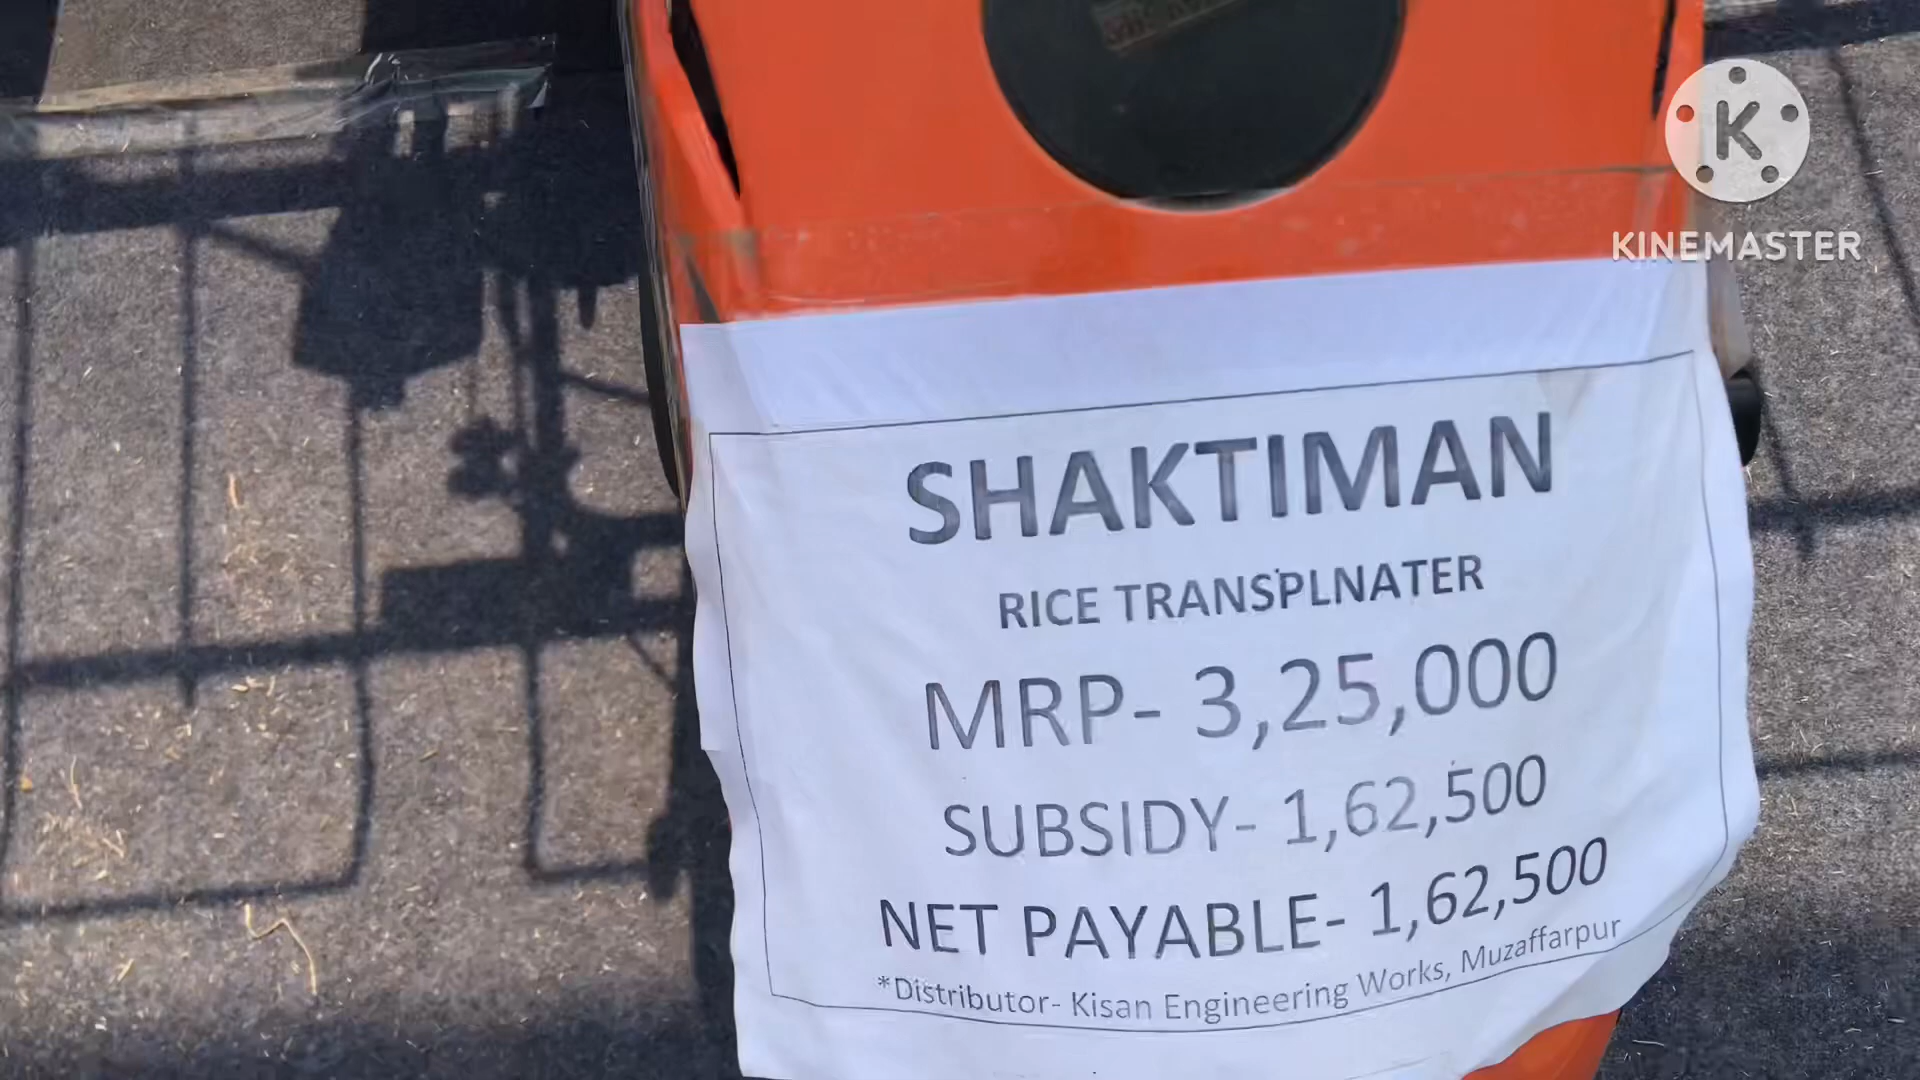 KINEMASTER
SHAKTIMAN
RICE TRANSPLNATER
MRP- 3,25,000
SUBSIDY- 1,62,500
NET PAYABLE- 1,62,500
*Distributor- Kisan Engineering Works, Muzaffarpur